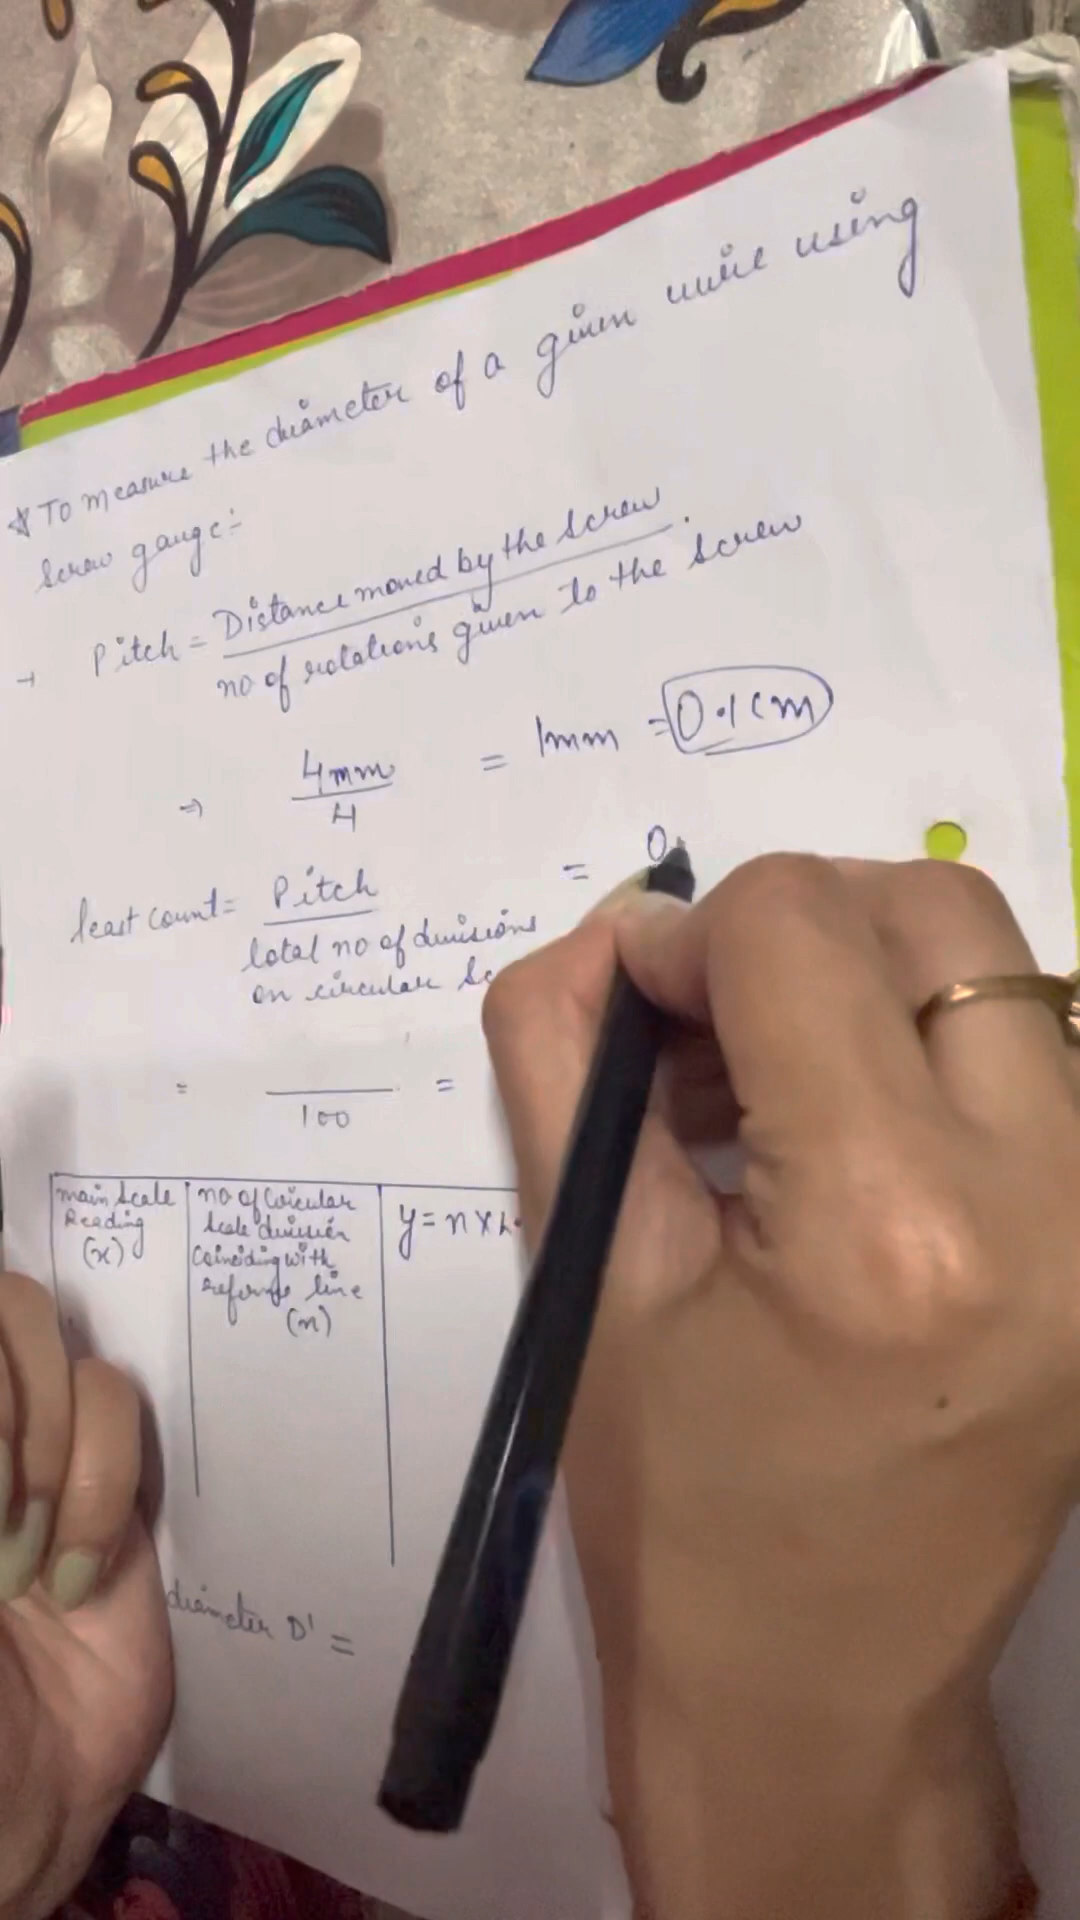 * To measure the diameter of a given wire using
Screw gauge:-
→ Pitch = Distance moved by the screw
no of rotations given to the screw
⇒ 4mm = 1mm = 0.1cm
4
least count = Pitch = 0.
total no of divisions
on circular Sc
= =
100
main Scale
Reading
(x)
no of Circular
Scale division
Coinciding with
line
(n)
y = n x L.
diameter D' =